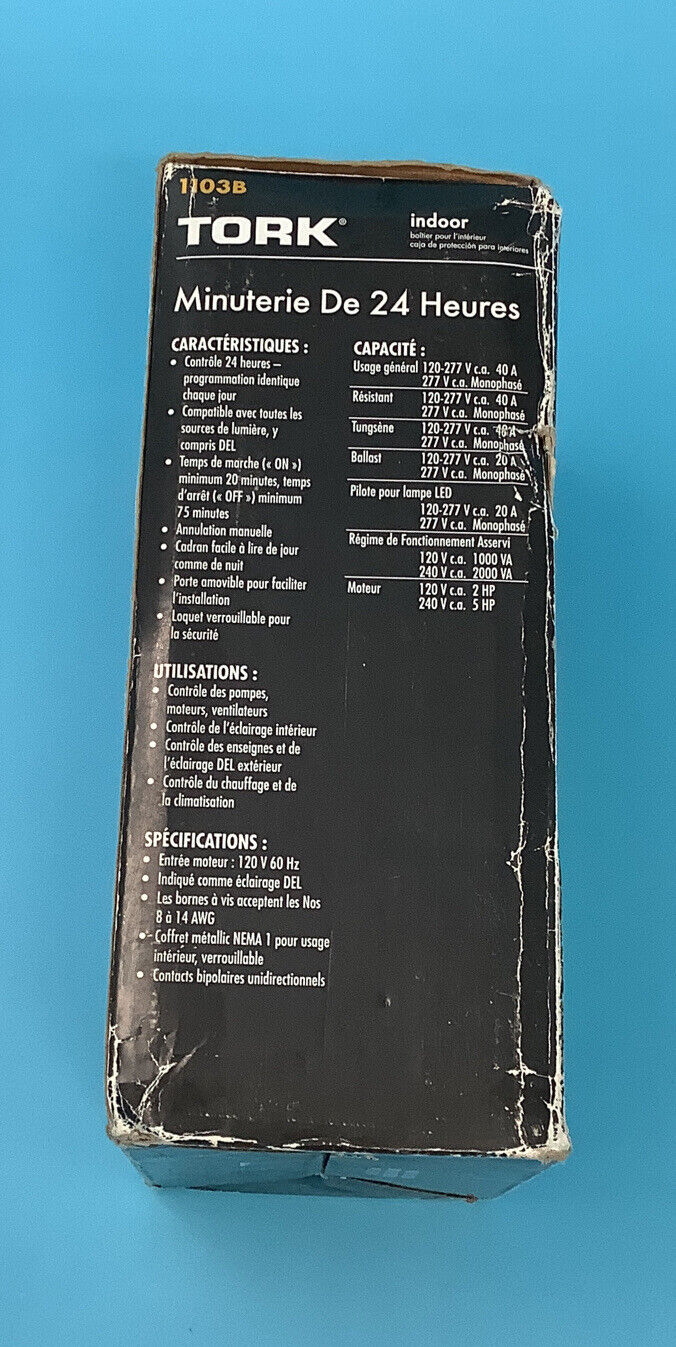 1103B
TORK®
indoor
boîtier pour l'intérieur
caja de protección para interiores
Minuterie De 24 Heures
CARACTÉRISTIQUES :
• Contrôle 24 heures –
programmation identique
chaque jour
• Compatible avec toutes les
sources de lumière, y
compris DEL
• Temps de marche (« ON »)
minimum 20 minutes, temps
d'arrêt (« OFF ») minimum
75 minutes
• Annulation manuelle
• Cadran facile à lire de jour
comme de nuit
• Porte amovible pour faciliter
l'installation
• Loquet verrouillable pour
la sécurité
UTILISATIONS :
• Contrôle des pompes,
moteurs, ventilateurs
• Contrôle de l'éclairage intérieur
• Contrôle des enseignes et de
l'éclairage DEL extérieur
• Contrôle du chauffage et de
la climatisation
SPÉCIFICATIONS :
• Entrée moteur : 120 V 60 Hz
• Indiqué comme éclairage DEL
• Les bornes à vis acceptent les Nos
8 à 14 AWG
• Coffret métallic NEMA 1 pour usage
intérieur, verrouillable
• Contacts bipolaires unidirectionnels
CAPACITÉ :
Usage général 120-277 V c.a. 40 A
277 V c.a. Monophasé
Résistant 120-277 V c.a. 40 A
277 V c.a. Monophasé
Tungsène 120-277 V c.a. 40 A
277 V c.a. Monophasé
Ballast 120-277 V c.a. 20 A
277 V c.a. Monophasé
Pilote pour lampe LED
120-277 V c.a. 20 A
277 V c.a. Monophasé
Régime de Fonctionnement Asservi
120 V c.a. 1000 VA
240 V c.a. 2000 VA
Moteur 120 V c.a. 2 HP
240 V c.a. 5 HP